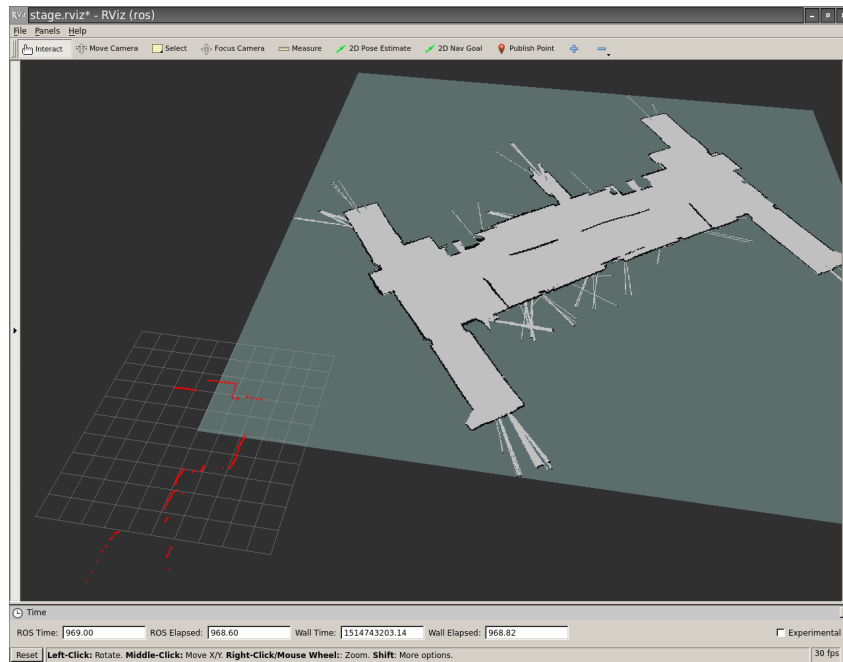 RViz stage.rviz* - RViz (ros)
File Panels Help
Interact Move Camera Select Focus Camera Measure 2D Pose Estimate 2D Nav Goal Publish Point
Time
ROS Time: 969.00 ROS Elapsed: 968.60 Wall Time: 1514743203.14 Wall Elapsed: 968.82 Experimental
Reset Left-Click: Rotate. Middle-Click: Move X/Y. Right-Click/Mouse Wheel:: Zoom. Shift: More options. 30 fps